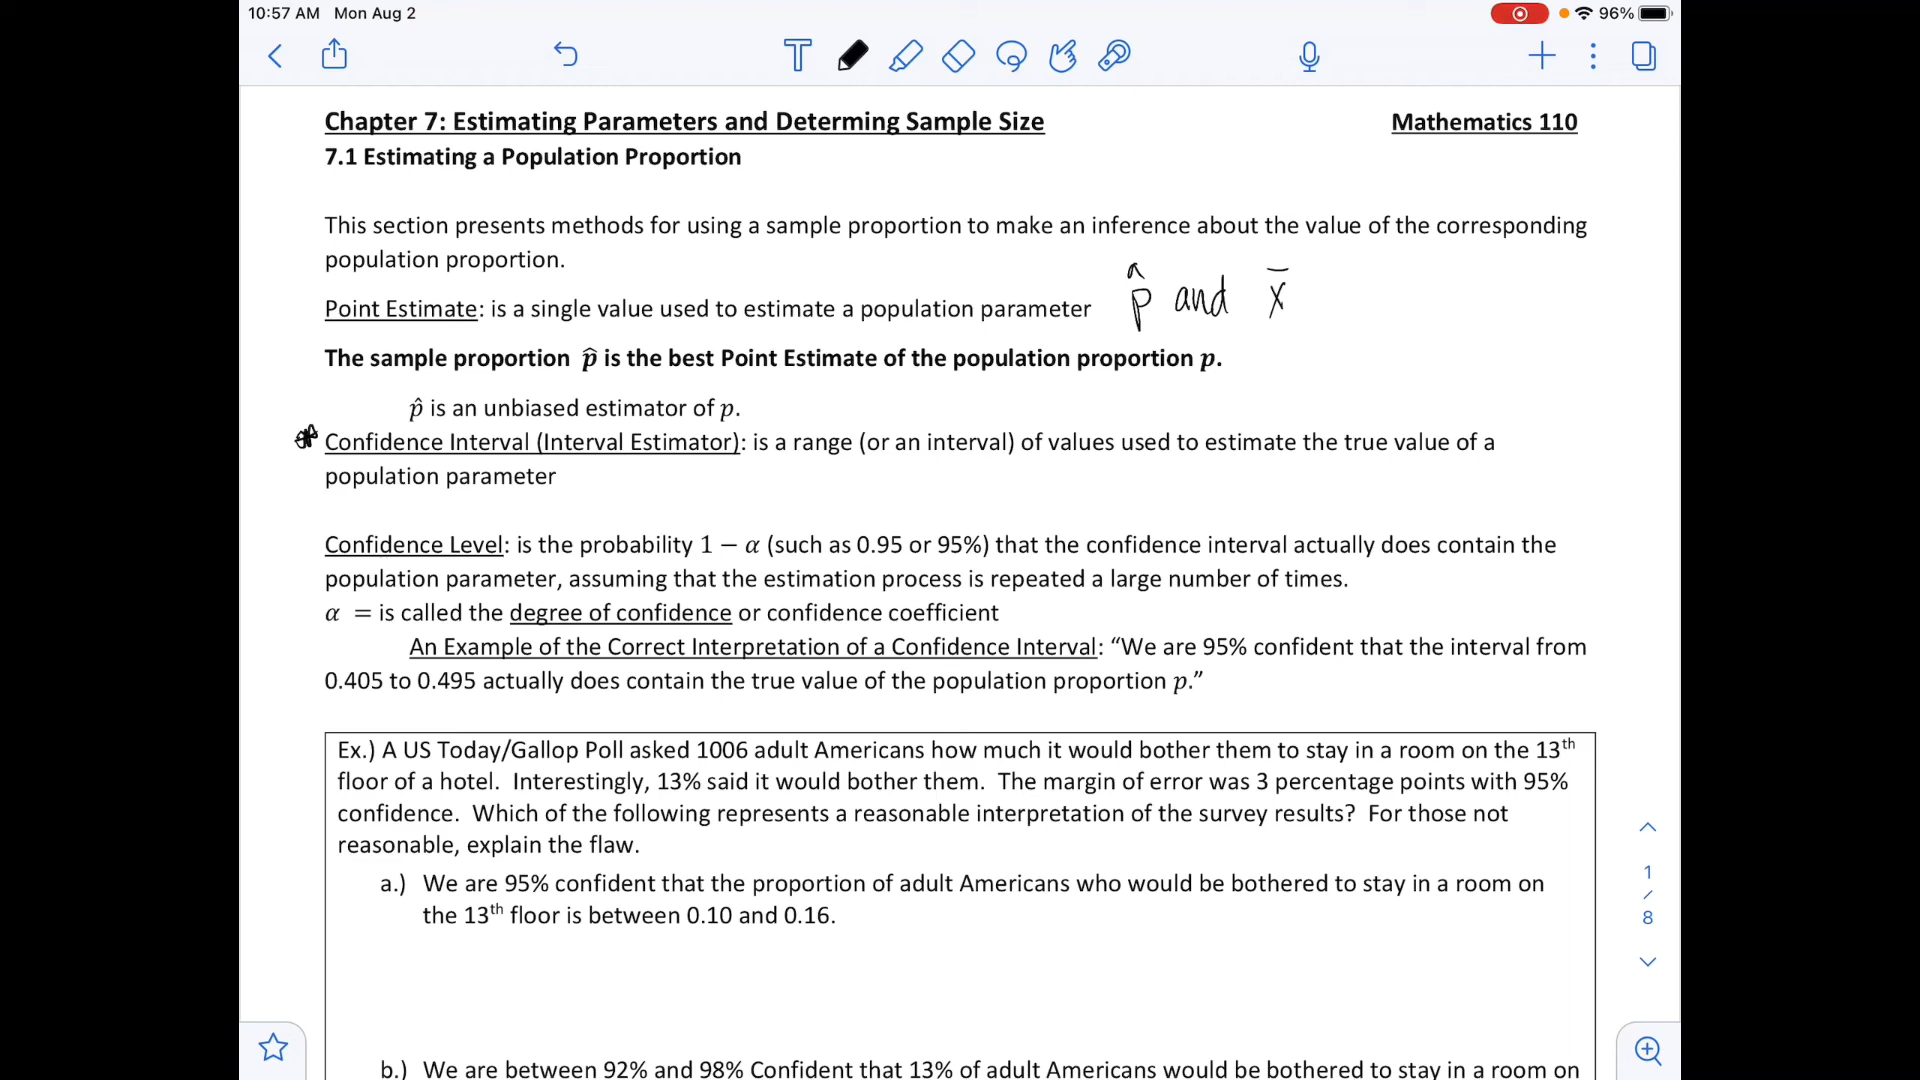 10:57 AM Mon Aug 2
96%
Chapter 7: Estimating Parameters and Determing Sample Size Mathematics 110
7.1 Estimating a Population Proportion
This section presents methods for using a sample proportion to make an inference about the value of the corresponding
population proportion.
Point Estimate: is a single value used to estimate a population parameter p̂ and x̄
The sample proportion p̂ is the best Point Estimate of the population proportion p.
p̂ is an unbiased estimator of p.
* Confidence Interval (Interval Estimator): is a range (or an interval) of values used to estimate the true value of a
population parameter
Confidence Level: is the probability 1 − α (such as 0.95 or 95%) that the confidence interval actually does contain the
population parameter, assuming that the estimation process is repeated a large number of times.
α = is called the degree of confidence or confidence coefficient
An Example of the Correct Interpretation of a Confidence Interval: “We are 95% confident that the interval from
0.405 to 0.495 actually does contain the true value of the population proportion p.”
Ex.) A US Today/Gallop Poll asked 1006 adult Americans how much it would bother them to stay in a room on the 13th
floor of a hotel. Interestingly, 13% said it would bother them. The margin of error was 3 percentage points with 95%
confidence. Which of the following represents a reasonable interpretation of the survey results? For those not
reasonable, explain the flaw.
a.) We are 95% confident that the proportion of adult Americans who would be bothered to stay in a room on
the 13th floor is between 0.10 and 0.16.
b.) We are between 92% and 98% Confident that 13% of adult Americans would be bothered to stay in a room on
1
/
8